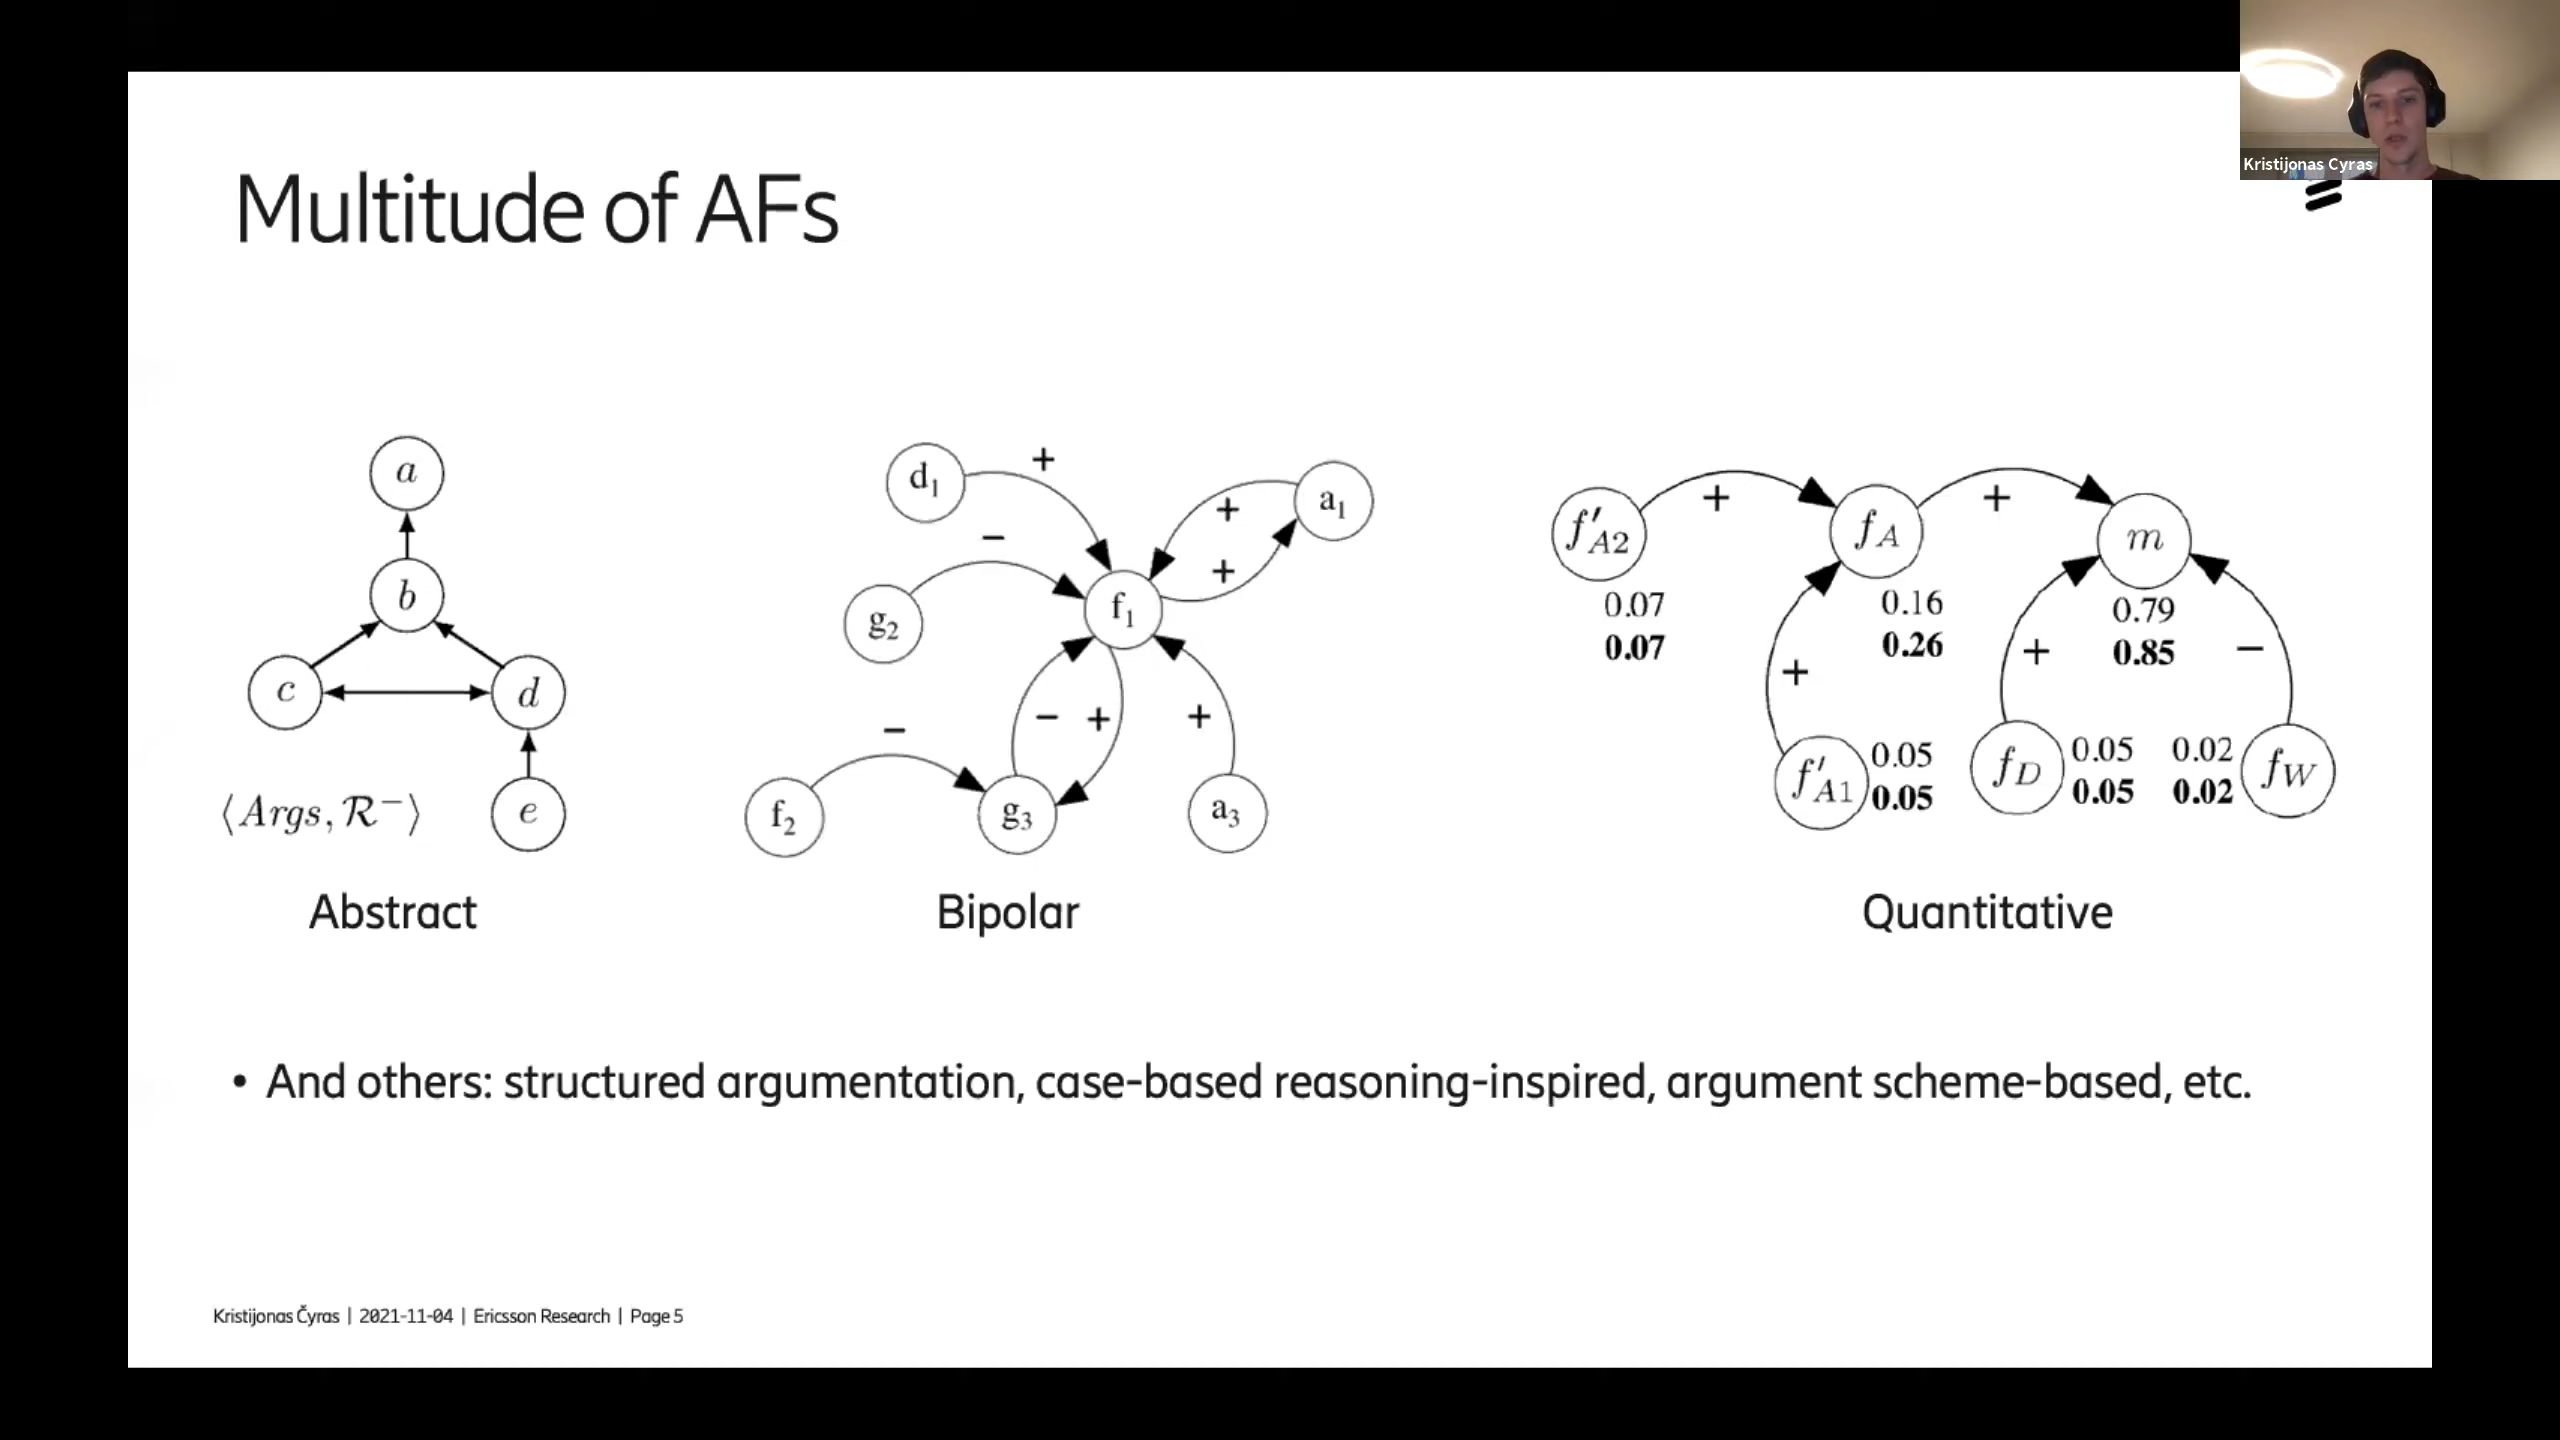 Kristijonas Cyras
Multitude of AFs
a
b
c
d
e
⟨Args, ℛ⁻⟩
Abstract
d₁
+
a₁
−
+
+
g₂
f₁
−
+
+
−
f₂
g₃
a₃
Bipolar
f′A2
+
fA
+
m
0.07
0.07
0.16
0.26
0.79
0.85
+
+
−
f′A1
0.05
0.05
fD
0.05
0.05
0.02
0.02
fW
Quantitative
• And others: structured argumentation, case-based reasoning-inspired, argument scheme-based, etc.
Kristijonas Čyras | 2021-11-04 | Ericsson Research | Page 5